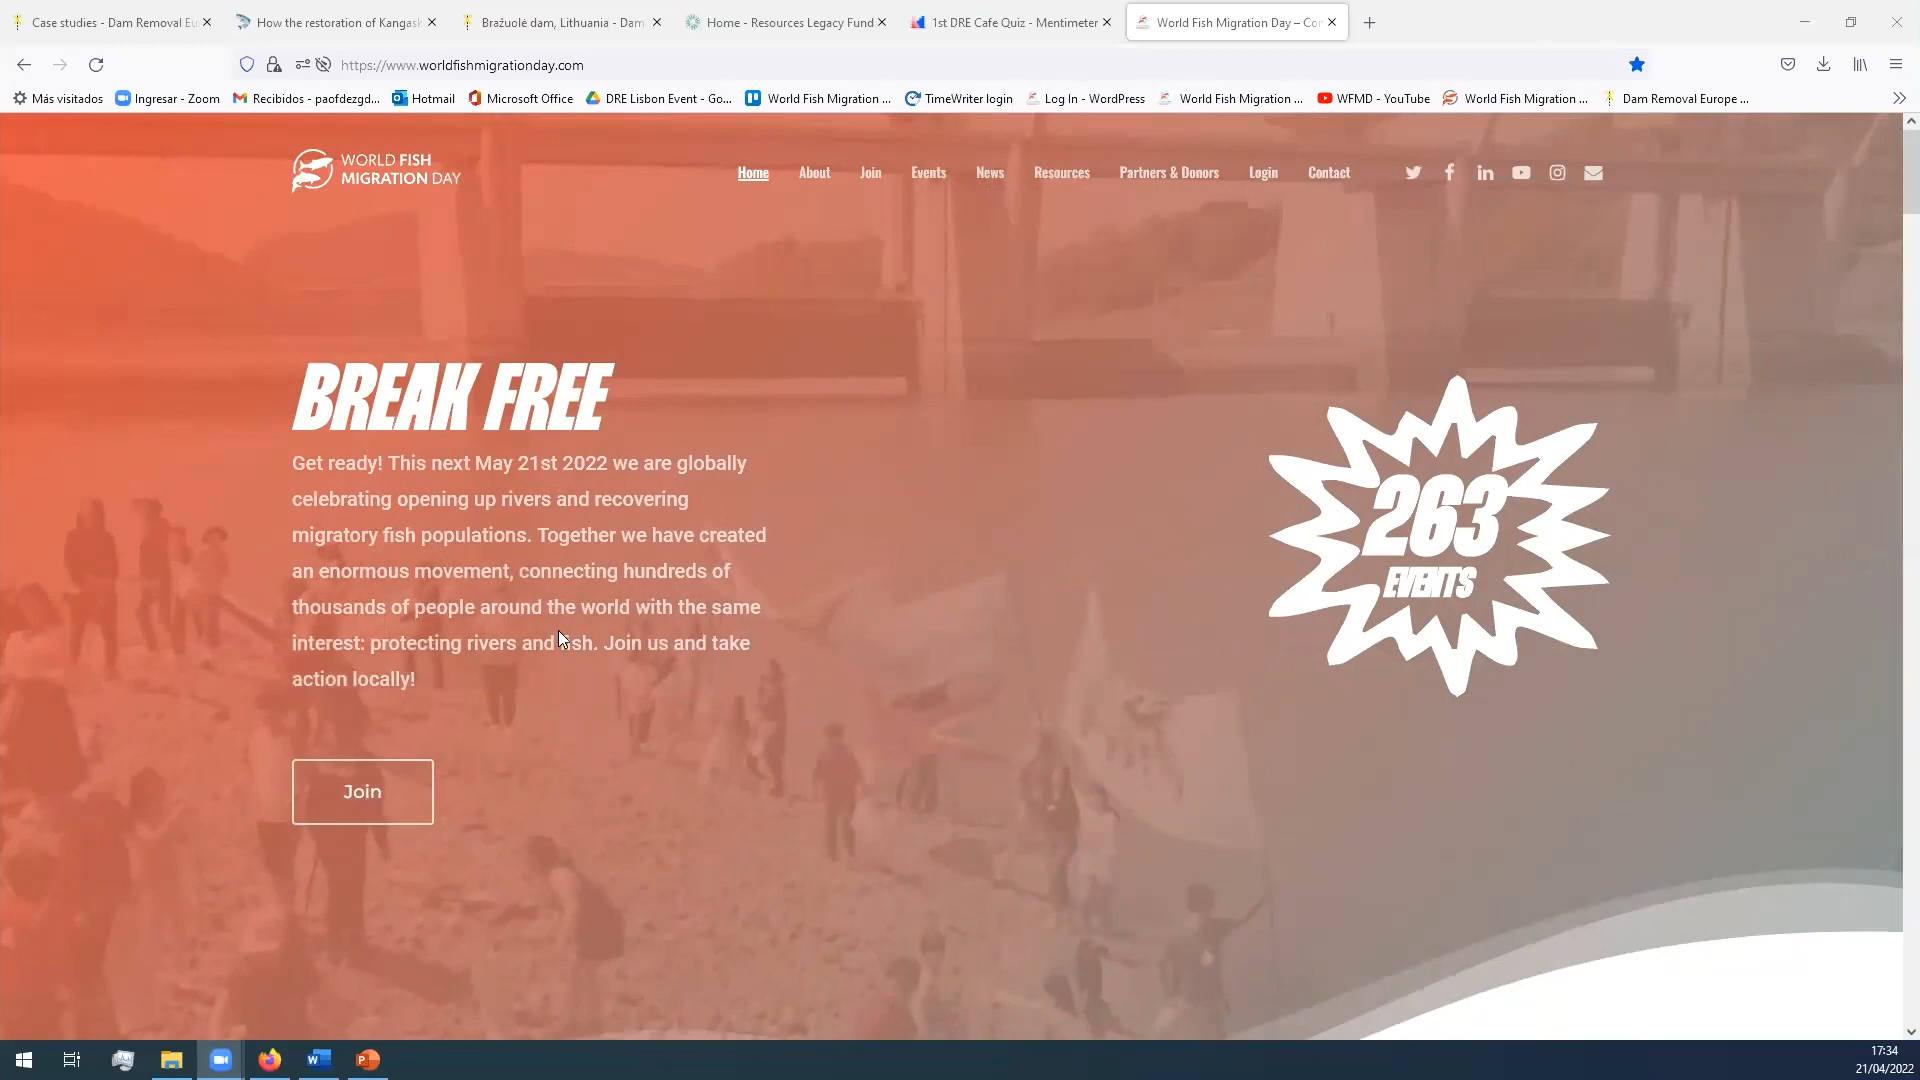 Case studies - Dam Removal Eu
How the restoration of Kangask
Bražuolė dam, Lithuania - Dam
Home - Resources Legacy Fund
1st DRE Cafe Quiz - Mentimeter
World Fish Migration Day – Cor
https://www.worldfishmigrationday.com
Más visitados
Ingresar - Zoom
Recibidos - paofdezgd...
Hotmail
Microsoft Office
DRE Lisbon Event - Go...
World Fish Migration ...
TimeWriter login
Log In - WordPress
World Fish Migration ...
WFMD - YouTube
World Fish Migration ...
Dam Removal Europe ...
WORLD FISH
MIGRATION DAY
Home
About
Join
Events
News
Resources
Partners & Donors
Login
Contact
BREAK FREE
Get ready! This next May 21st 2022 we are globally
celebrating opening up rivers and recovering
migratory fish populations. Together we have created
an enormous movement, connecting hundreds of
thousands of people around the world with the same
interest: protecting rivers and fish. Join us and take
action locally!
263
EVENTS
Join
17:34
21/04/2022